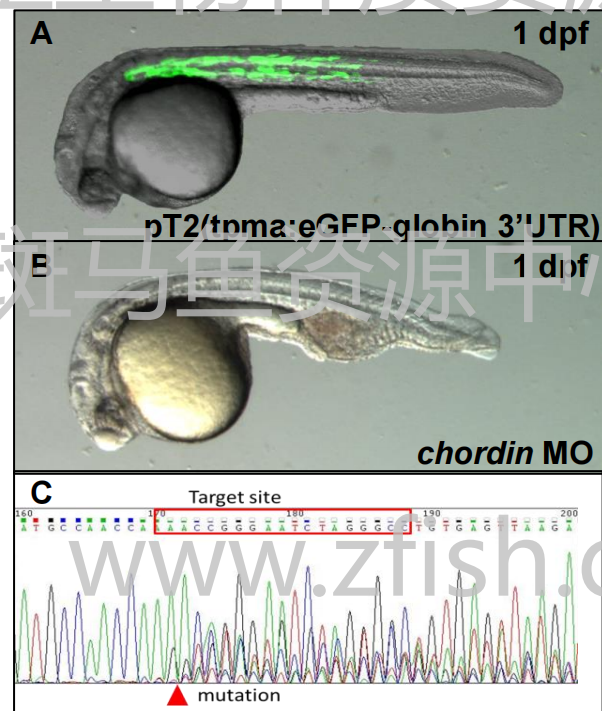 A
1 dpf
pT2(tpma:eGFP-globin 3'UTR)
斑马鱼资源中
B
1 dpf
chordin MO
C
Target site
160 170 180 190 200
A T G C C A A C C A A A A C C G G G A A T C T A G G G C C T G T G A G T T A A G A
www.zfish.c
mutation